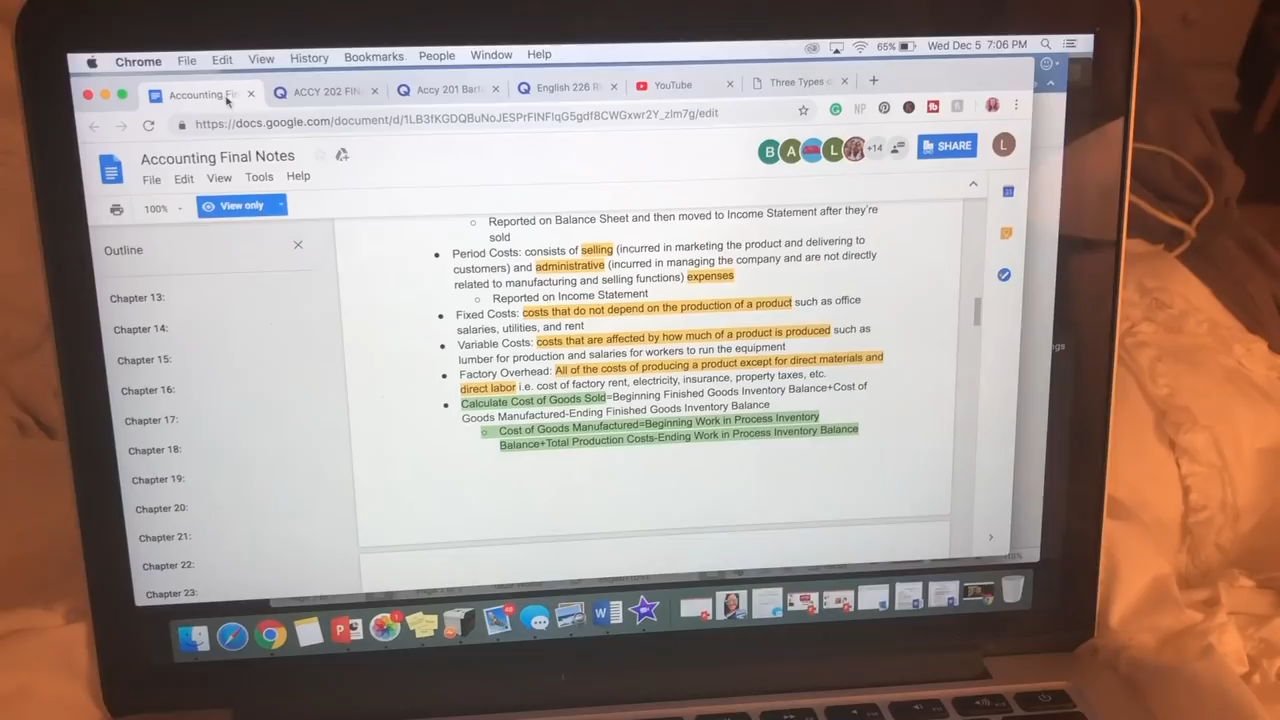 Chrome File Edit View History Bookmarks People Window Help 65% Wed Dec 5 7:06 PM
Accounting Fi ACCY 202 FIN Accy 201 Bar English 226 YouTube Three Types
https://docs.google.com/document/d/
Accounting Final Notes
B A L +14 SHARE L
File Edit View Tools Help
100% View only
Outline
Chapter 13:
Chapter 14:
Chapter 15:
Chapter 16:
Chapter 17:
Chapter 18:
Chapter 19:
Chapter 20:
Chapter 21:
Chapter 22:
Chapter 23:
Reported on Balance Sheet and then moved to Income Statement after they're
sold
Period Costs: consists of selling (incurred in marketing the product and delivering to
customers) and administrative (incurred in managing the company and are not directly
related to manufacturing and selling functions) expenses
Reported on Income Statement
Fixed Costs: costs that do not depend on the production of a product such as office
salaries, utilities, and rent
Variable Costs: costs that are affected by how much of a product is produced such as
lumber for production and salaries for workers to run the equipment
Factory Overhead: All of the costs of producing a product except for direct materials and
direct labor i.e. cost of factory rent, electricity, insurance, property taxes, etc.
Calculate Cost of Goods Sold=Beginning Finished Goods Inventory Balance+Cost of
Goods Manufactured-Ending Finished Goods Inventory Balance
Cost of Goods Manufactured=Beginning Work in Process Inventory
Balance+Total Production Costs-Ending Work in Process Inventory Balance